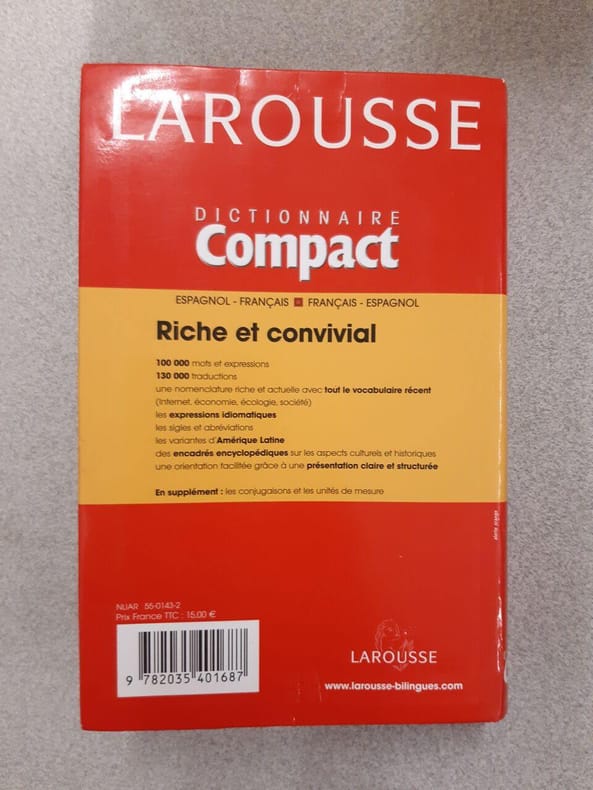 LAROUSSE
DICTIONNAIRE
Compact
ESPAGNOL - FRANÇAIS ■ FRANÇAIS - ESPAGNOL
Riche et convivial
100 000 mots et expressions
130 000 traductions
une nomenclature riche et actuelle avec tout le vocabulaire récent
(Internet, économie, écologie, société)
les expressions idiomatiques
les sigles et abréviations
les variantes d'Amérique Latine
des encadrés encyclopédiques sur les aspects culturels et historiques
une orientation facilitée grâce à une présentation claire et structurée
En supplément : les conjugaisons et les unités de mesure
NUAR 55-0143-2
Prix France TTC : 15,00 €
9 782035 401687
LAROUSSE
www.larousse-bilingues.com